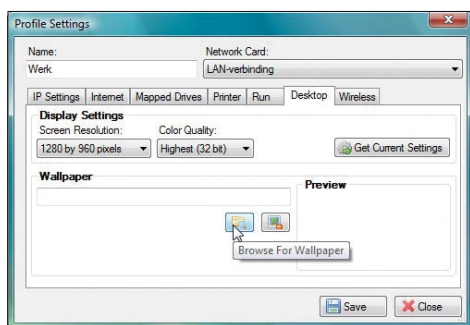 Profile Settings
Name: Network Card:
Werk LAN-verbinding
IP Settings Internet Mapped Drives Printer Run Desktop Wireless
Display Settings
Screen Resolution: Color Quality:
1280 by 960 pixels Highest (32 bit) Get Current Settings
Wallpaper Preview
Browse For Wallpaper
Save Close